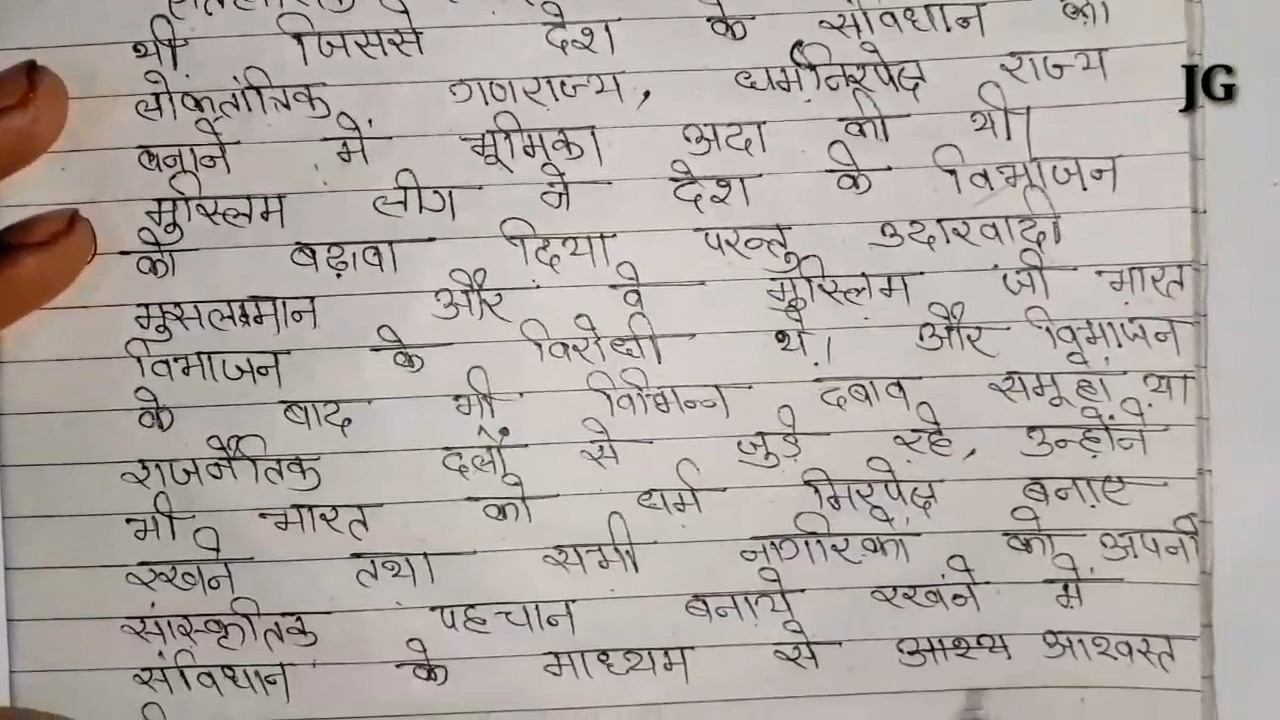 थी जिससे देश के संविधान को
लोकतांत्रिक गणराज्य, धर्मनिरपेक्ष राज्य
JG
बनाने में भूमिका अदा की थी।
मुस्लिम लीग ने देश के विभाजन
को बढ़ावा दिया परन्तु उदारवादी
मुसलमान और वे मुस्लिम जो भारत
विभाजन के विरोधी थे। और विभाजन
के बाद भी विभिन्न दबाव समूहों या
राजनैतिक दलों से जुड़े रहे, उन्होंने
भी भारत को धर्म निरपेक्ष बनाए
रखने तथा सभी नागरिकों को अपनी
सांस्कृतिक पहचान बनाये रखने में
संविधान के माध्यम से आश्य आश्वस्त